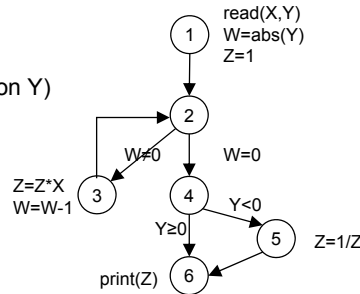 read(X,Y)
1
W=abs(Y)
Z=1
on Y)
2
W≠0
W=0
Z=Z*X
3
W=W-1
4
Y<0
Y≥0
5
Z=1/Z
6
print(Z)